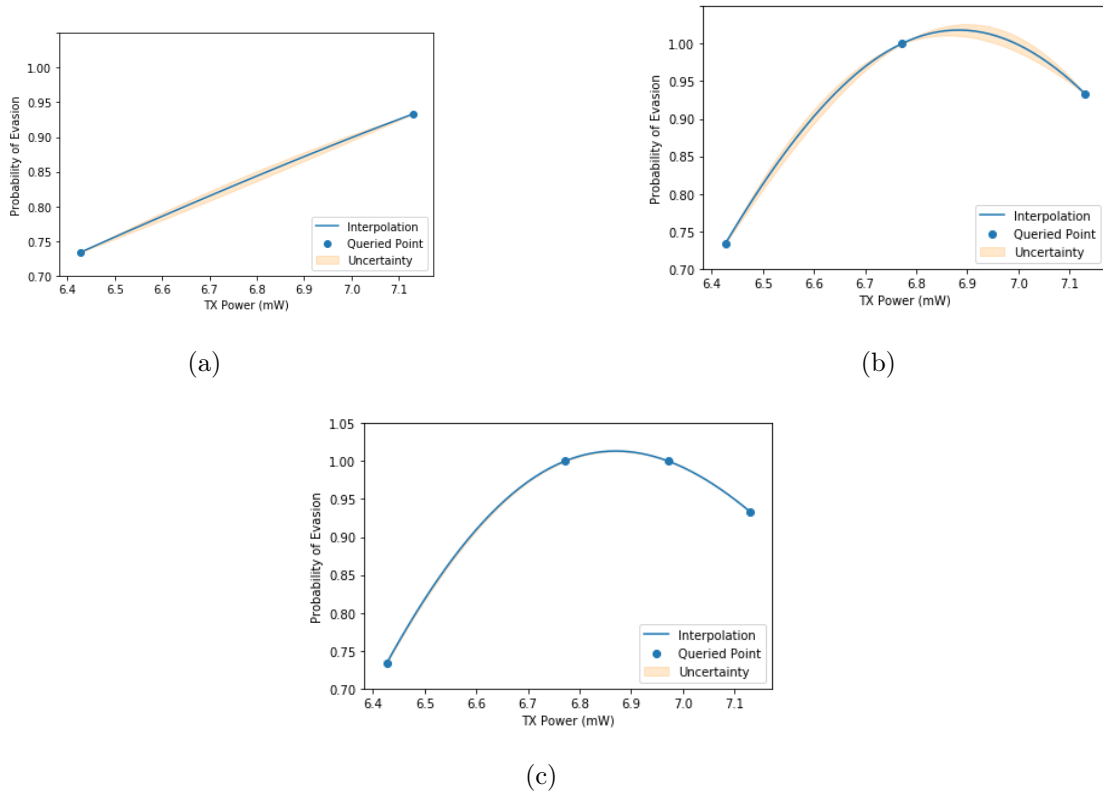 1.00
0.95
0.90
0.85
0.80
0.75
0.70
Probability of Evasion
6.4 6.5 6.6 6.7 6.8 6.9 7.0 7.1
TX Power (mW)
Interpolation
Queried Point
Uncertainty
(a)
1.00
0.95
0.90
0.85
0.80
0.75
0.70
Probability of Evasion
6.4 6.5 6.6 6.7 6.8 6.9 7.0 7.1
TX Power (mW)
Interpolation
Queried Point
Uncertainty
(b)
1.05
1.00
0.95
0.90
0.85
0.80
0.75
0.70
Probability of Evasion
6.4 6.5 6.6 6.7 6.8 6.9 7.0 7.1
TX Power (mW)
Interpolation
Queried Point
Uncertainty
(c)